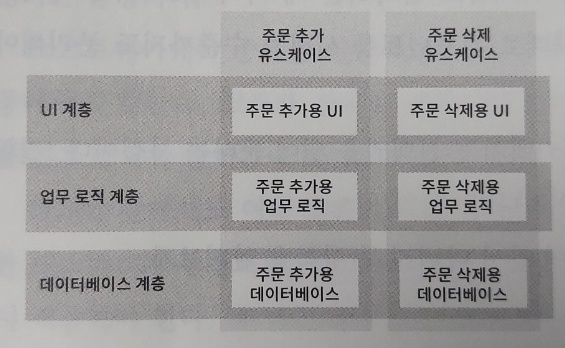 주문 추가
유스케이스
주문 삭제
유스케이스
UI 계층
주문 추가용 UI
주문 삭제용 UI
업무 로직 계층
주문 추가용
업무 로직
주문 삭제용
업무 로직
데이터베이스 계층
주문 추가용
데이터베이스
주문 삭제용
데이터베이스